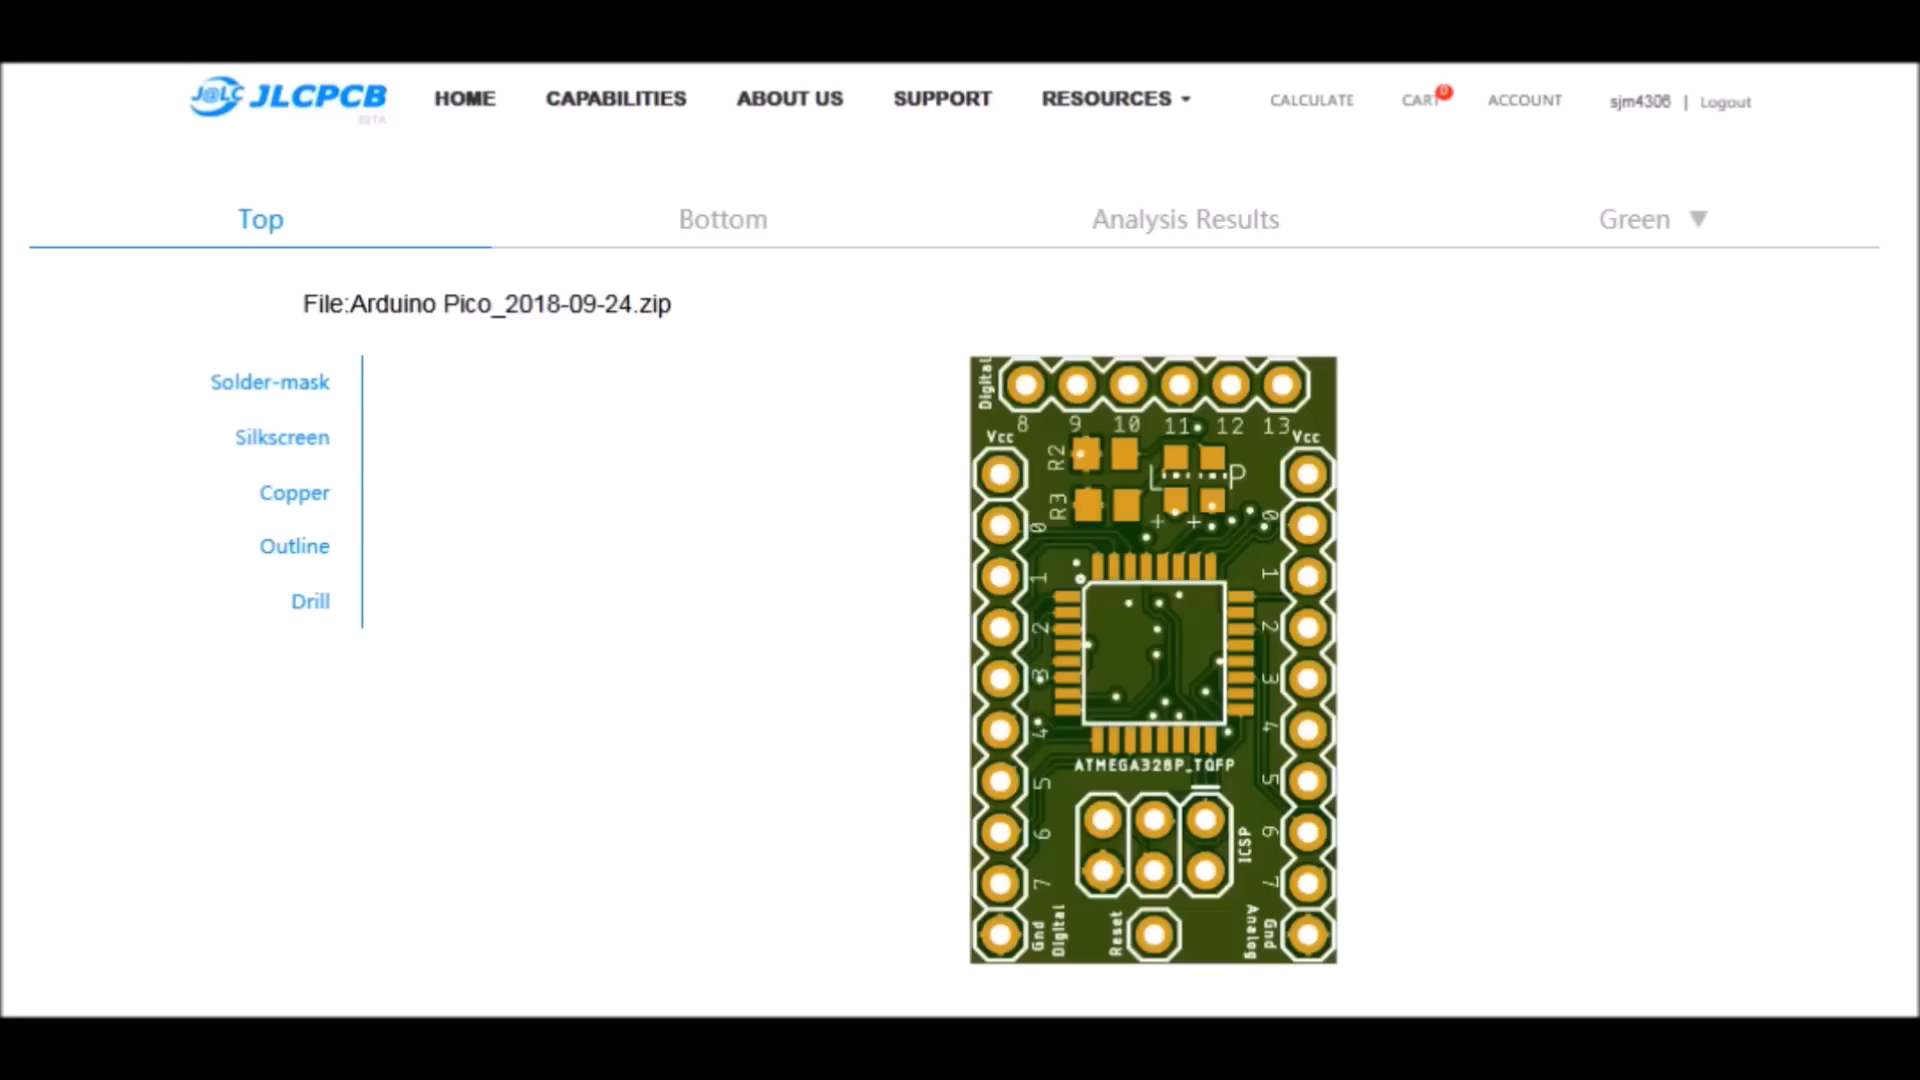 J@LC JLCPCB HOME CAPABILITIES ABOUT US SUPPORT RESOURCES CALCULATE CART 0 ACCOUNT sjm4306 | Logout
BETA
Top Bottom Analysis Results Green
File:Arduino Pico_2018-09-24.zip
Solder-mask
Silkscreen
Copper
Outline
Drill
Digital
8 9 10 11 12 13
Vcc Vcc
R2
L P
R3
+ +
0 0
1 1
2 2
3 3
4 4
ATMEGA328P_TQFP
5 5
6 ICSP 6
7 7
Gnd Digital Reset Analog Gnd